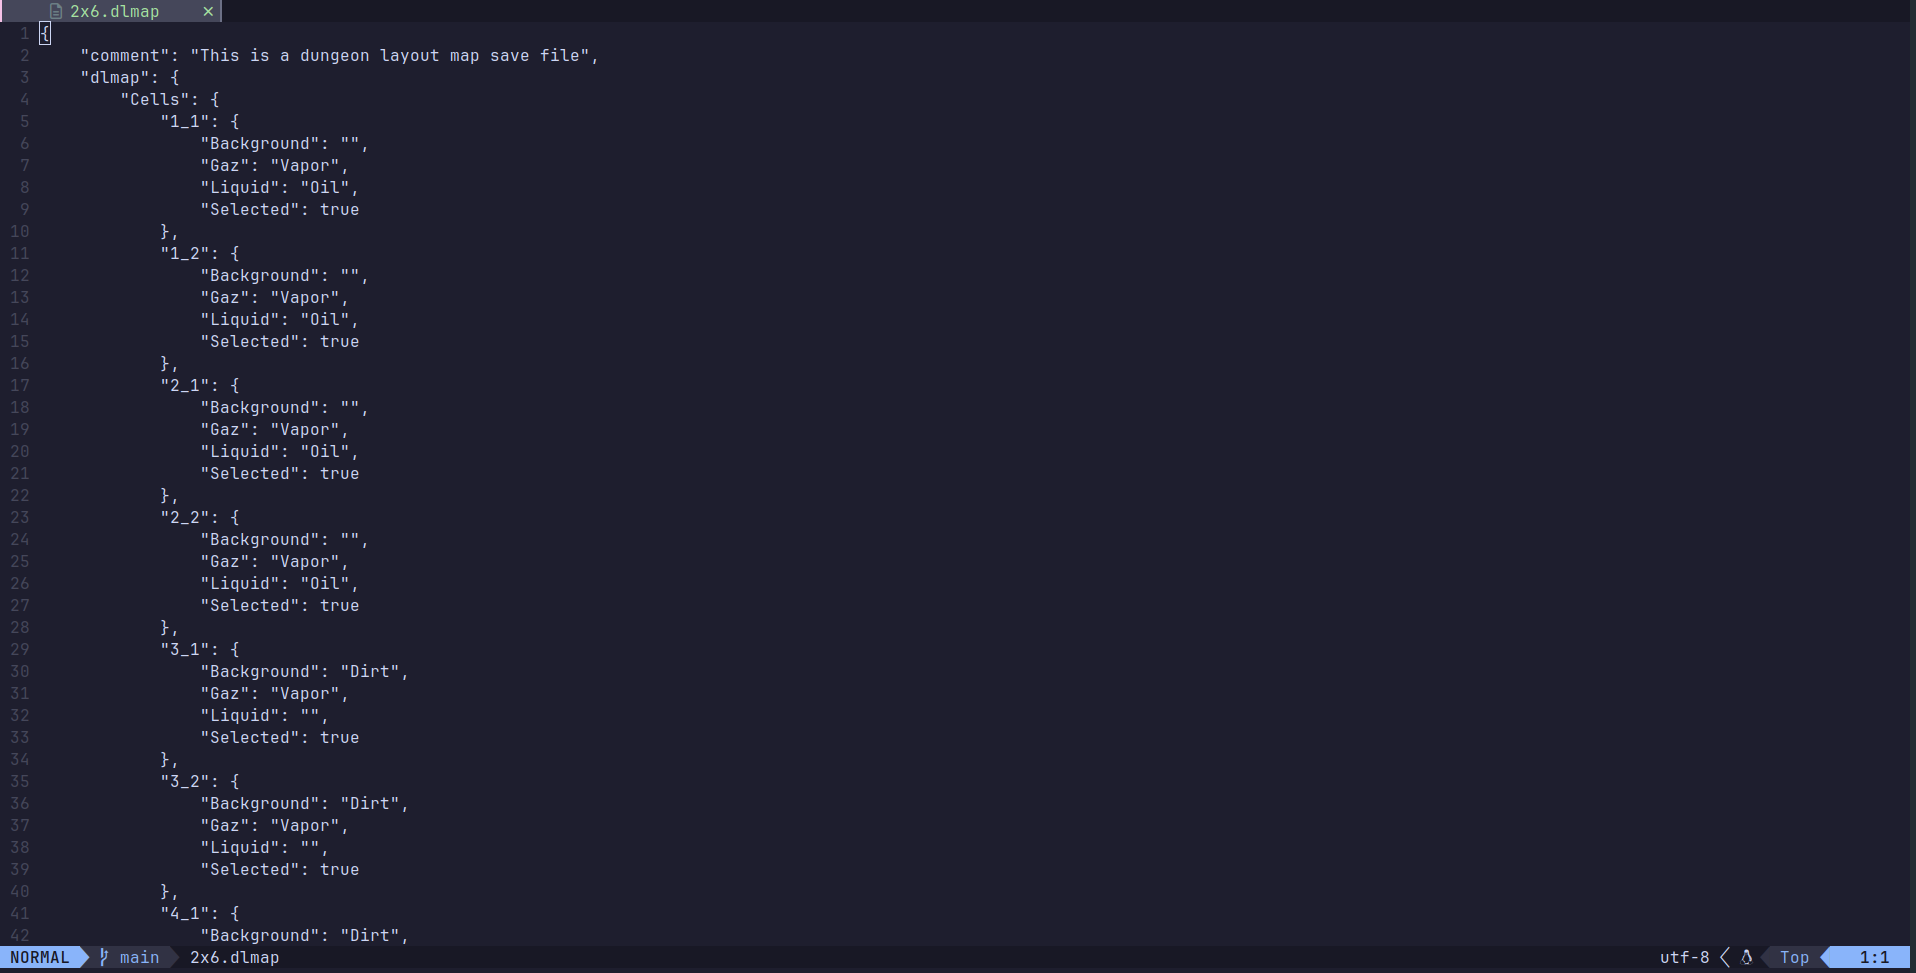 2x6.dlmap ×
1 {
2     "comment": "This is a dungeon layout map save file",
3     "dlmap": {
4         "Cells": {
5             "1_1": {
6                 "Background": "",
7                 "Gaz": "Vapor",
8                 "Liquid": "Oil",
9                 "Selected": true
10             },
11             "1_2": {
12                 "Background": "",
13                 "Gaz": "Vapor",
14                 "Liquid": "Oil",
15                 "Selected": true
16             },
17             "2_1": {
18                 "Background": "",
19                 "Gaz": "Vapor",
20                 "Liquid": "Oil",
21                 "Selected": true
22             },
23             "2_2": {
24                 "Background": "",
25                 "Gaz": "Vapor",
26                 "Liquid": "Oil",
27                 "Selected": true
28             },
29             "3_1": {
30                 "Background": "Dirt",
31                 "Gaz": "Vapor",
32                 "Liquid": "",
33                 "Selected": true
34             },
35             "3_2": {
36                 "Background": "Dirt",
37                 "Gaz": "Vapor",
38                 "Liquid": "",
39                 "Selected": true
40             },
41             "4_1": {
42                 "Background": "Dirt",
NORMAL main 2x6.dlmap utf-8 Top 1:1